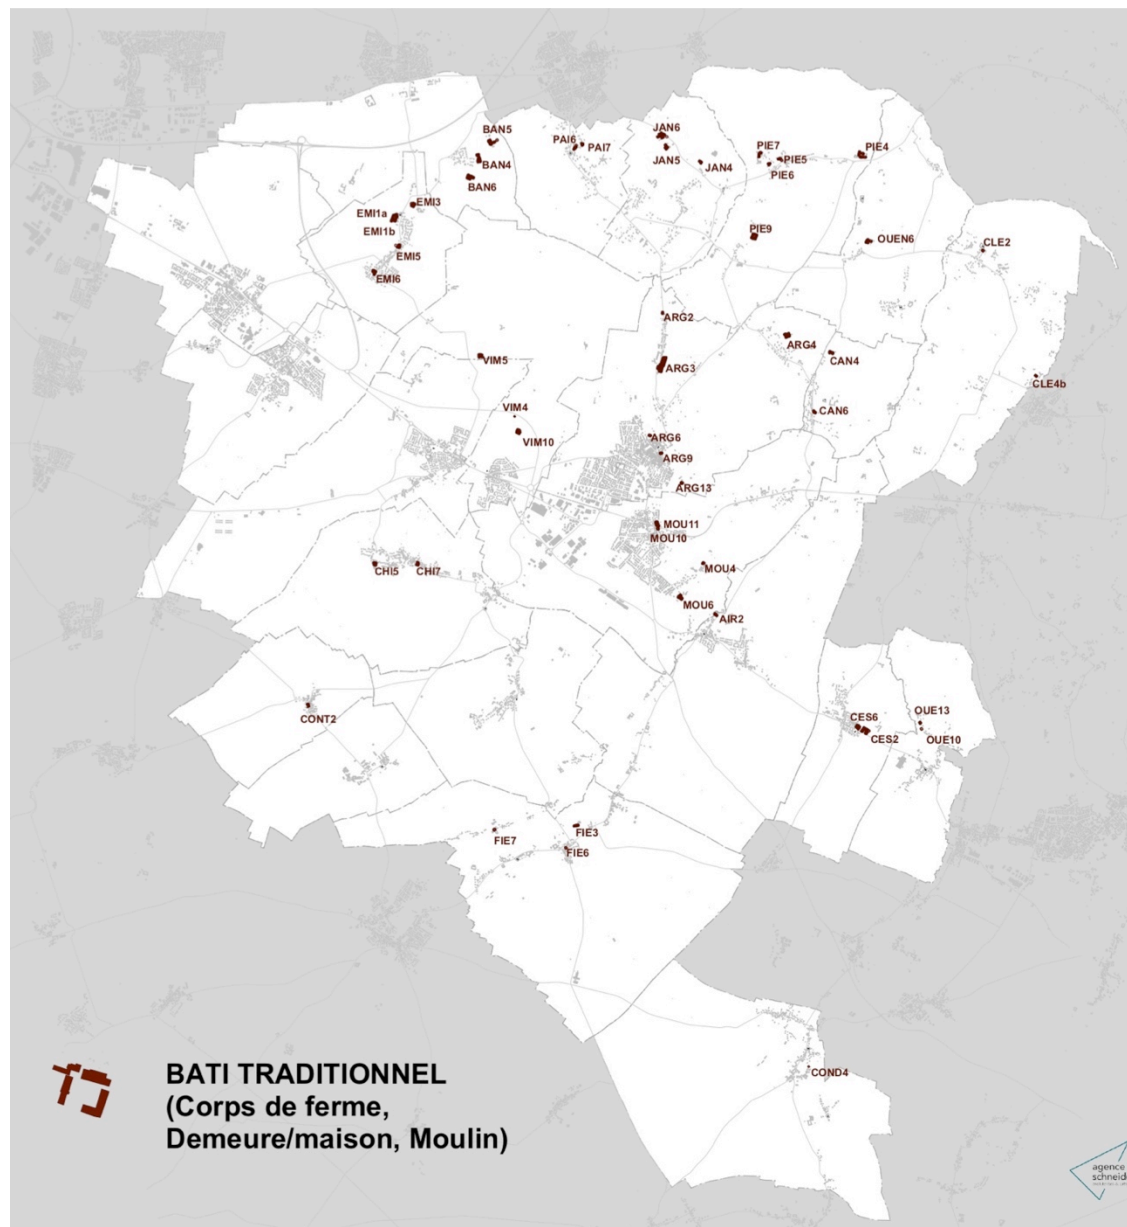 BAN5
JAN6
PAI6
PAI7
PIE7
PIE4
JAN5
PIE5
BAN4
JAN4
PIE6
BAN6
EMI3
EMI1a
EMI1b
PIE9
OUEN6
CLE2
EMI5
EMI6
ARG2
ARG4
VIM5
CAN4
ARG3
CLE4b
VIM4
CAN6
VIM10
ARG6
ARG9
ARG13
MOU11
MOU10
CHI5
CHI7
MOU4
MOU6
AIR2
CONT2
CES6
OUE13
CES2
OUE10
FIE3
FIE7
FIE6
COND4
BATI TRADITIONNEL
(Corps de ferme,
Demeure/maison, Moulin)
agence